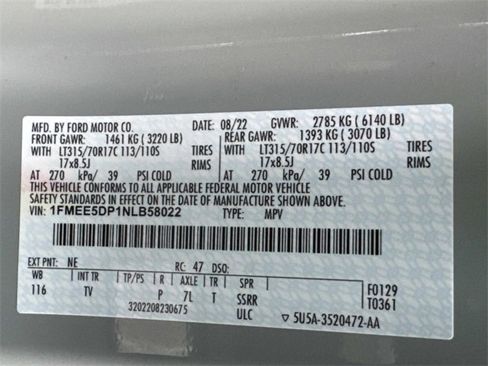 MFD. BY FORD MOTOR CO. DATE: 08/22 GVWR: 2785 KG ( 6140 LB)
FRONT GAWR: 1461 KG ( 3220 LB) REAR GAWR: 1393 KG ( 3070 LB)
WITH LT315/70R17C 113/110S TIRES WITH LT315/70R17C 113/110S TIRES
17x8.5J RIMS 17x8.5J RIMS
AT 270 kPa/ 39 PSI COLD AT 270 kPa/ 39 PSI COLD
THIS VEHICLE CONFORMS TO ALL APPLICABLE FEDERAL MOTOR VEHICLE
SAFETY STANDARDS IN EFFECT ON THE DATE OF MANUFACTURE SHOWN ABOVE.
VIN: 1FMEE5DP1NLB58022 TYPE: MPV
EXT PNT: NE RC: 47 DSO:
WB INT TR TP/PS R AXLE TR SPR F0129
116 TV P 7L T SSRR T0361
3202208230675 ULC ▽ 5U5A-3520472-AA